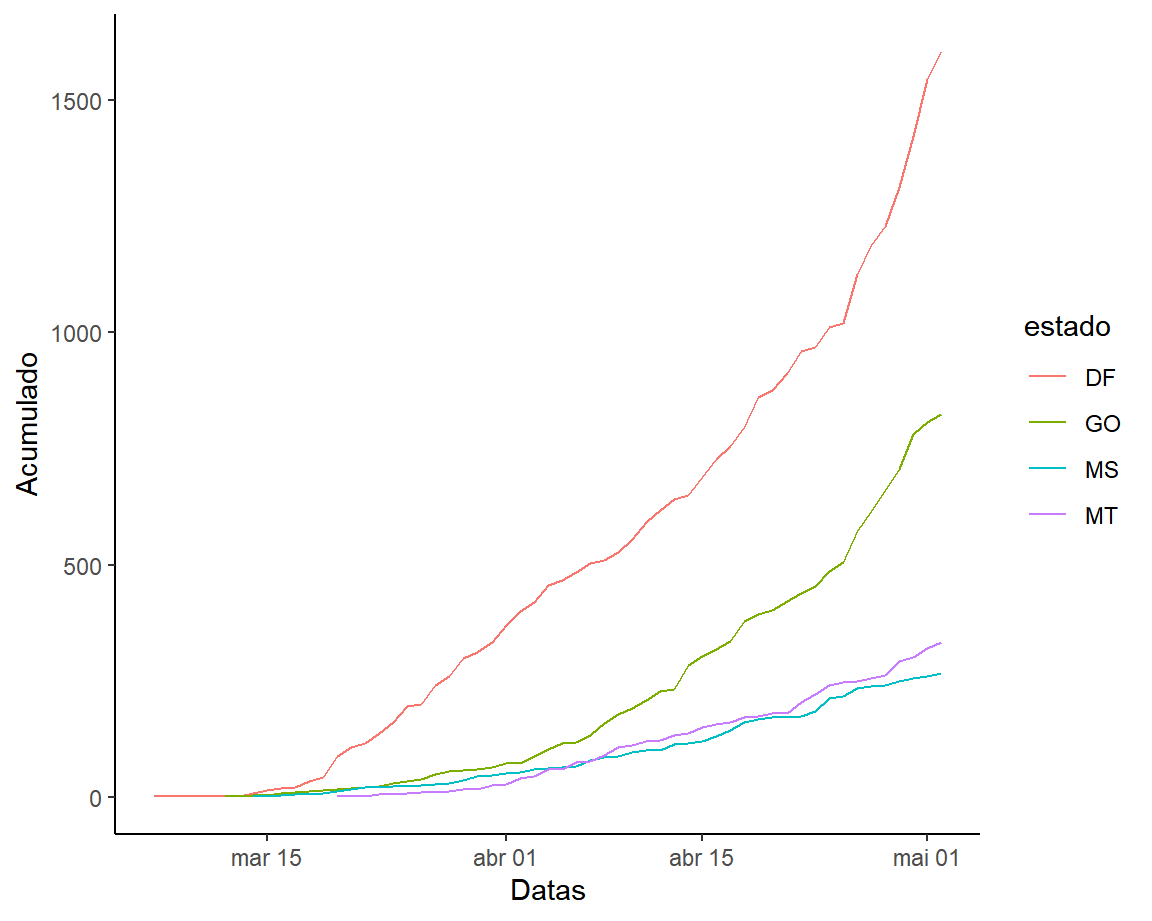 Acumulado
1500
1000
500
0
mar 15
abr 01
abr 15
mai 01
Datas
estado
DF
GO
MS
MT